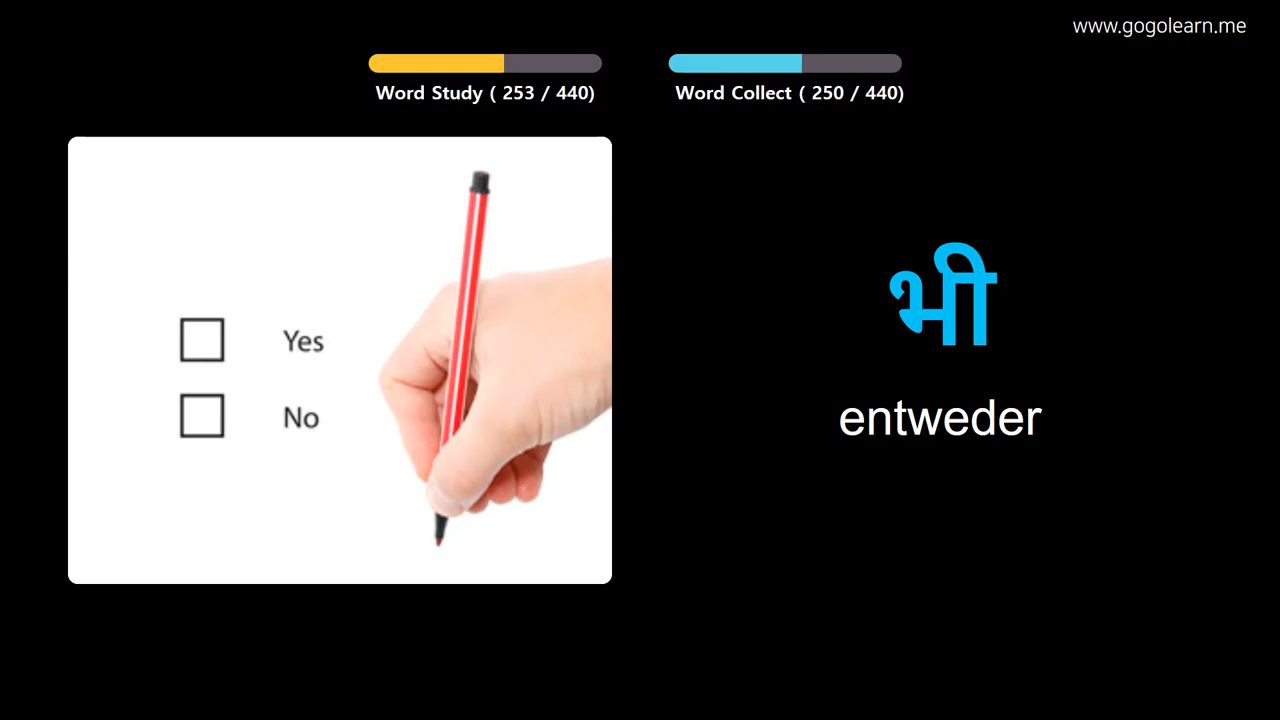 www.gogolearn.me
Word Study ( 253 / 440)
Word Collect ( 250 / 440)
Yes
No
भी
entweder